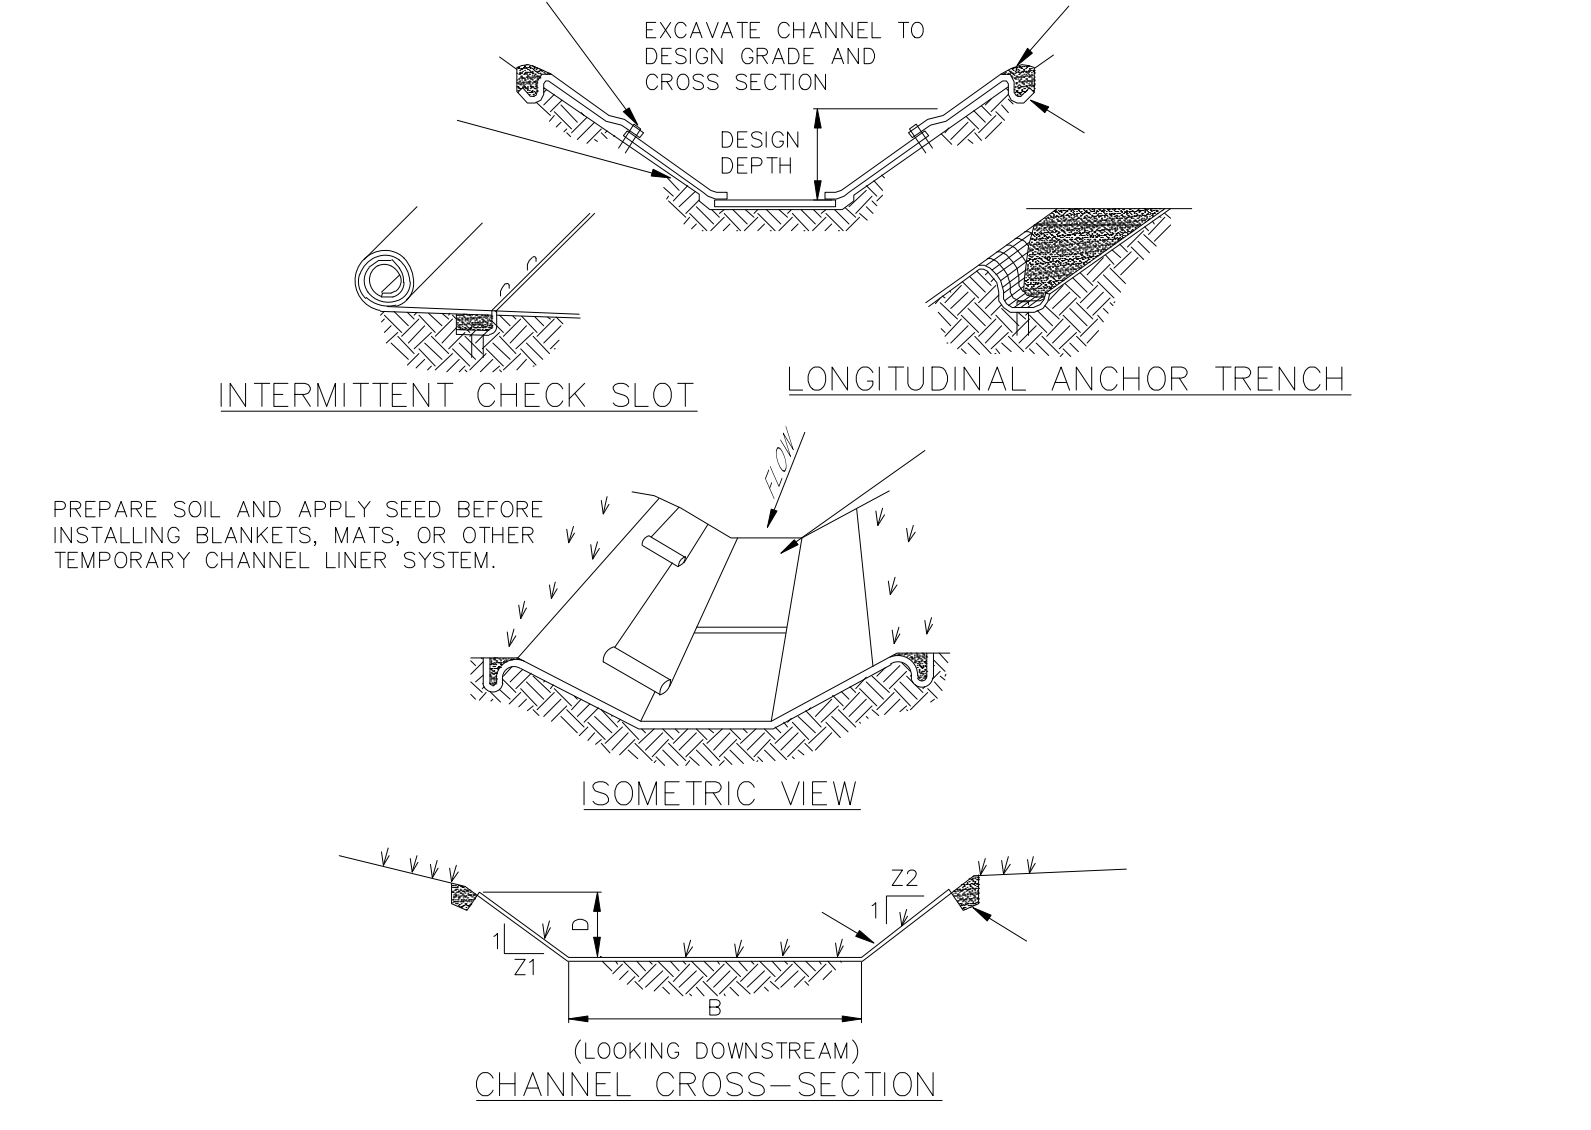 EXCAVATE CHANNEL TO
DESIGN GRADE AND
CROSS SECTION
DESIGN
DEPTH
INTERMITTENT CHECK SLOT
LONGITUDINAL ANCHOR TRENCH
FLOW
PREPARE SOIL AND APPLY SEED BEFORE
INSTALLING BLANKETS, MATS, OR OTHER
TEMPORARY CHANNEL LINER SYSTEM.
ISOMETRIC VIEW
Z2
1
D
1
Z1
B
(LOOKING DOWNSTREAM)
CHANNEL CROSS-SECTION